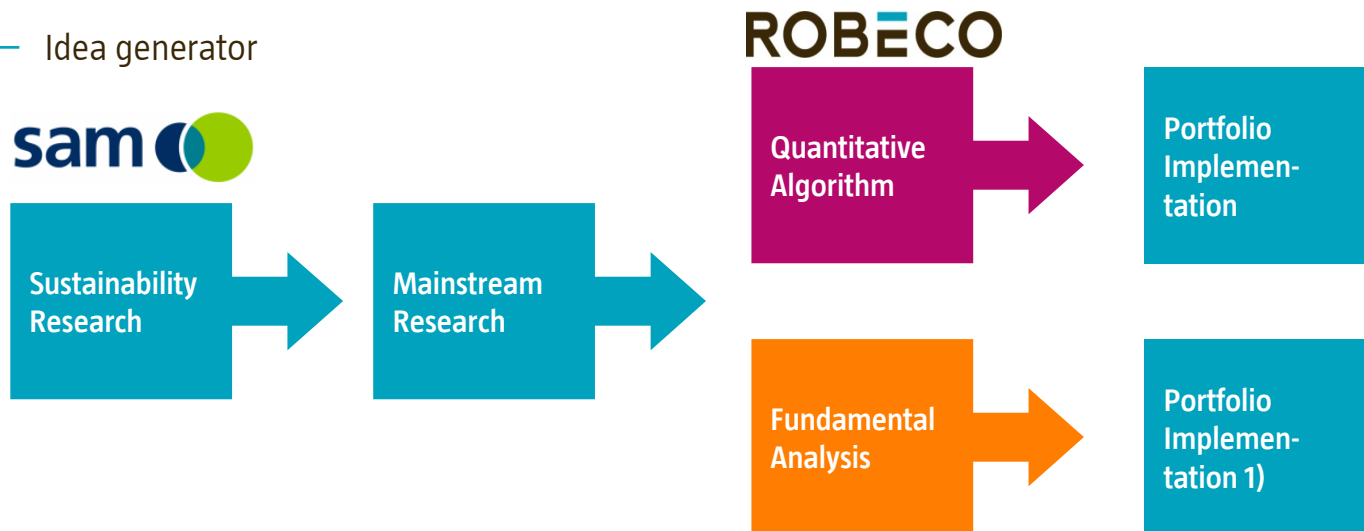 ROBECO
– Idea generator
sam
Sustainability
Research
Mainstream
Research
Quantitative
Algorithm
Portfolio
Implemen-
tation
Fundamental
Analysis
Portfolio
Implemen-
tation 1)